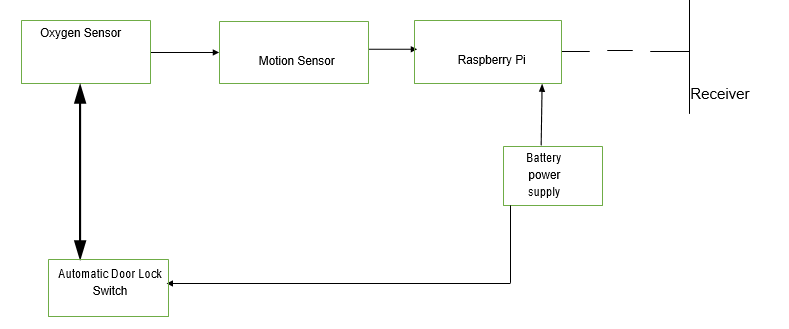 Oxygen Sensor
Motion Sensor
Raspberry Pi
Receiver
Battery
power
supply
Automatic Door Lock
Switch